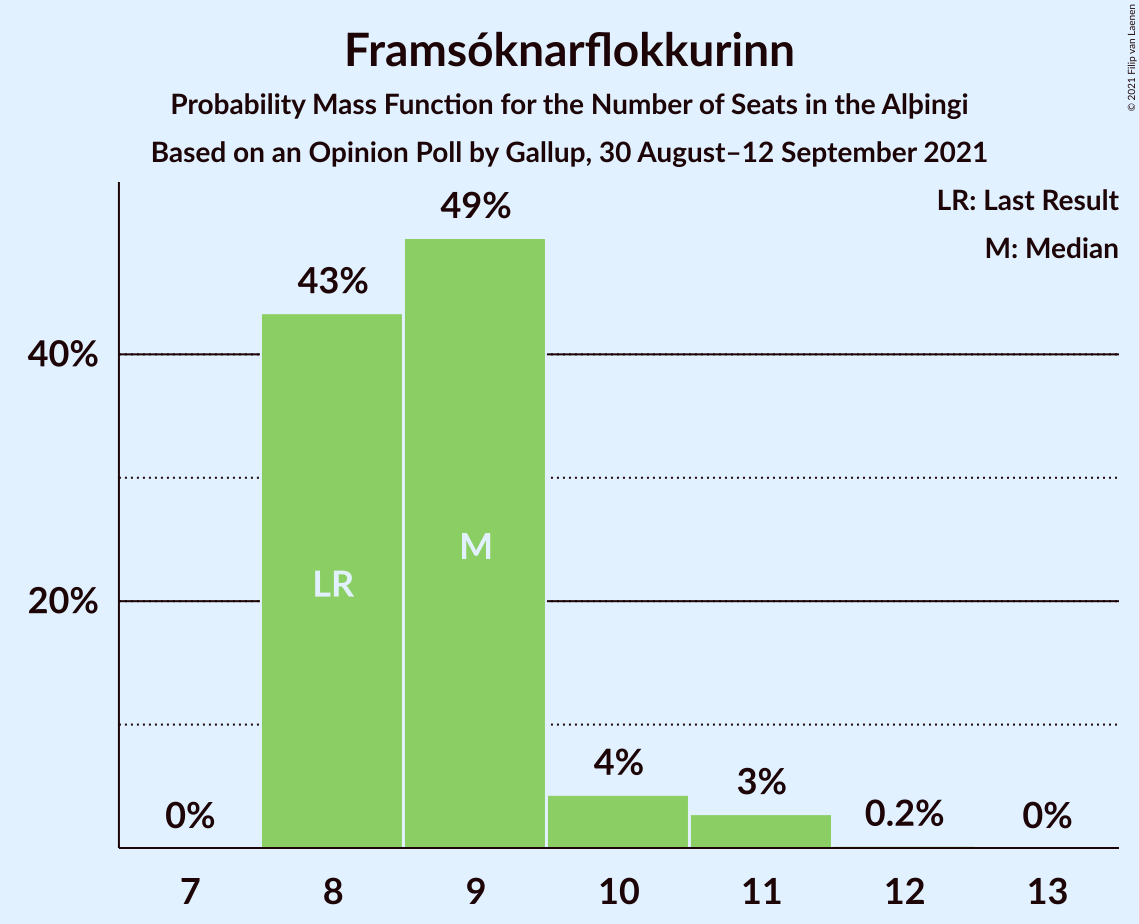 Framsóknarflokkurinn
Probability Mass Function for the Number of Seats in the Alþingi
Based on an Opinion Poll by Gallup, 30 August–12 September 2021
© 2021 Filip van Laenen
LR: Last Result
M: Median
49%
43%
40%
M
LR
20%
4%
3%
0%
0.2%
0%
7 8 9 10 11 12 13